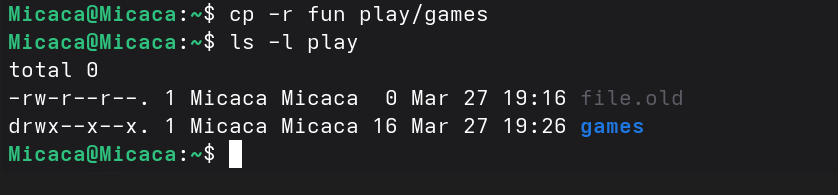 Micaca@Micaca:~$ cp -r fun play/games
Micaca@Micaca:~$ ls -l play
total 0
-rw-r--r--. 1 Micaca Micaca  0 Mar 27 19:16 file.old
drwx--x--x. 1 Micaca Micaca 16 Mar 27 19:26 games
Micaca@Micaca:~$